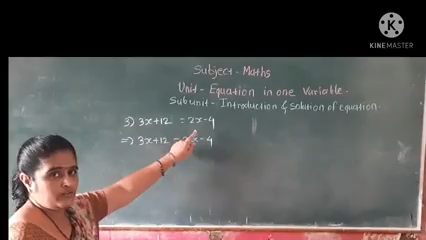 KINEMASTER
Subject - Maths
Unit - Equation in one Variable.
Subunit - Introduction & Solution of equation.
3) 3x+12 = 2x-4
=) 3x+12 = x-4